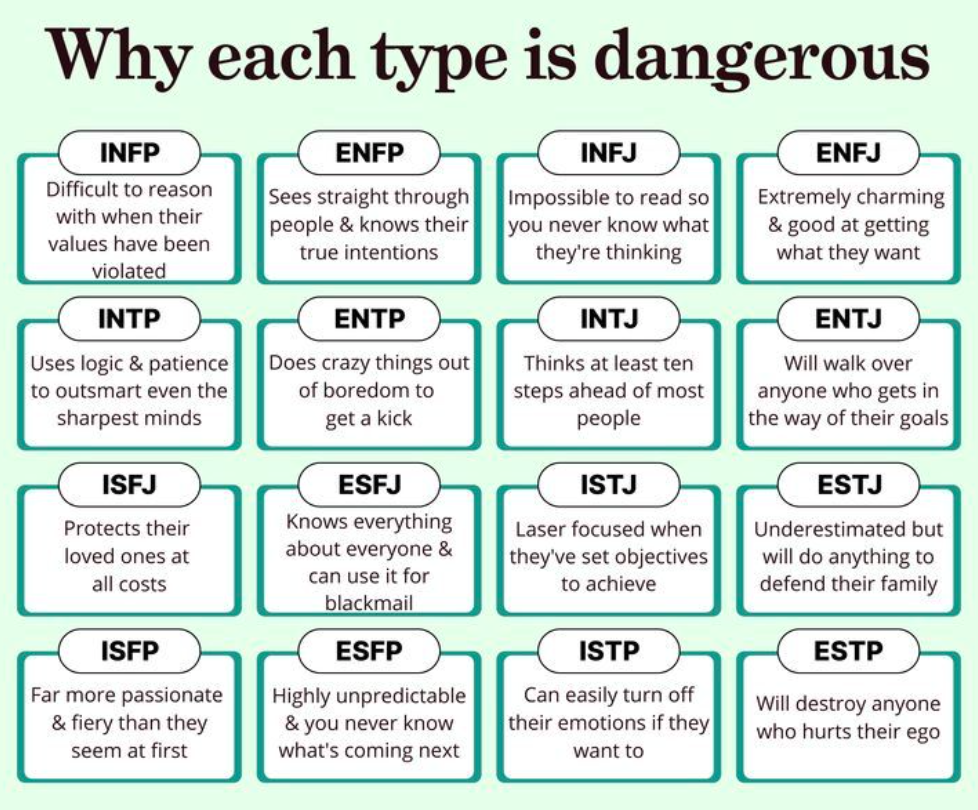 Why each type is dangerous
INFP
Difficult to reason
with when their
values have been
violated
ENFP
Sees straight through
people & knows their
true intentions
INFJ
Impossible to read so
you never know what
they're thinking
ENFJ
Extremely charming
& good at getting
what they want
INTP
Uses logic & patience
to outsmart even the
sharpest minds
ENTP
Does crazy things out
of boredom to
get a kick
INTJ
Thinks at least ten
steps ahead of most
people
ENTJ
Will walk over
anyone who gets in
the way of their goals
ISFJ
Protects their
loved ones at
all costs
ESFJ
Knows everything
about everyone &
can use it for
blackmail
ISTJ
Laser focused when
they've set objectives
to achieve
ESTJ
Underestimated but
will do anything to
defend their family
ISFP
Far more passionate
& fiery than they
seem at first
ESFP
Highly unpredictable
& you never know
what's coming next
ISTP
Can easily turn off
their emotions if they
want to
ESTP
Will destroy anyone
who hurts their ego